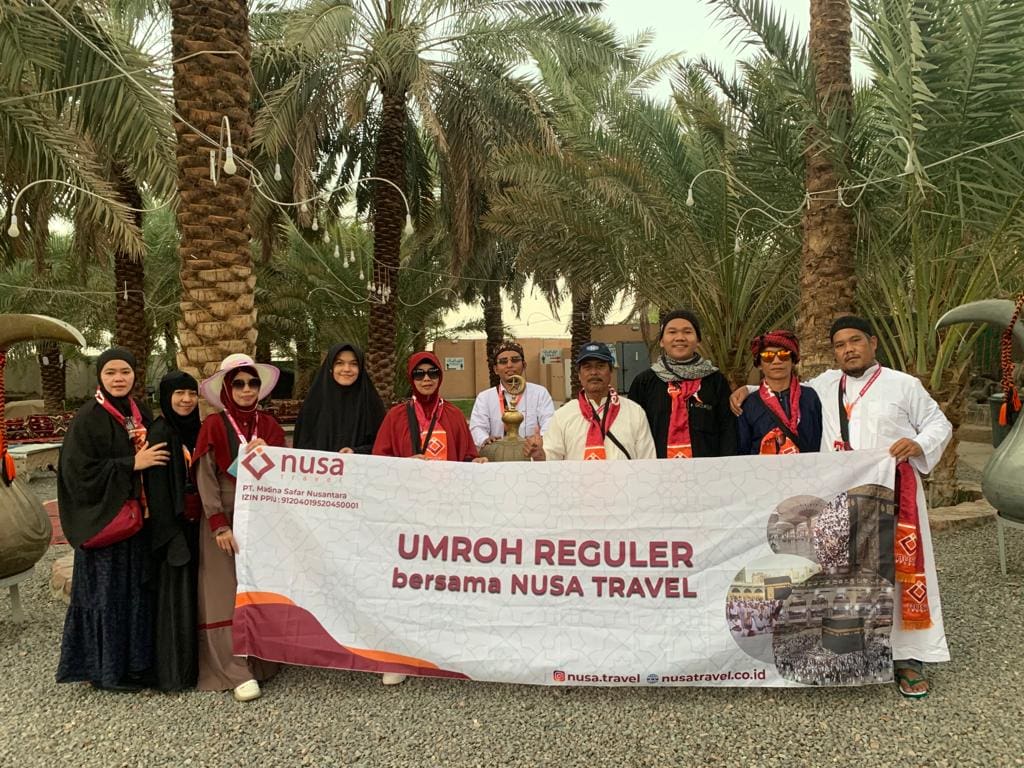 nusa
travel
PT. Madina Safar Nusantara
IZIN PPIU : 91204019520450001
UMROH REGULER
bersama NUSA TRAVEL
nusa.travel nusatravel.co.id